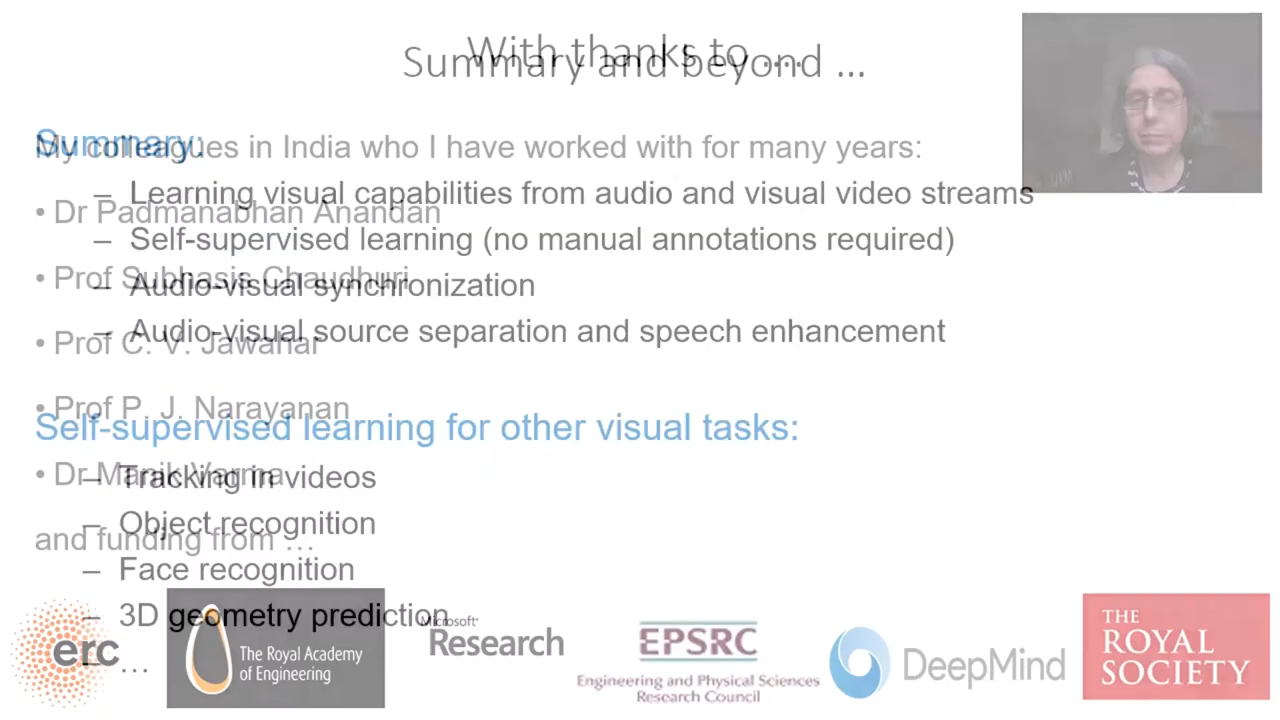 With thanks to ....
Summary and beyond ...
Summary:
My colleagues in India who I have worked with for many years:
– Learning visual capabilities from audio and visual video streams
• Dr Padmanabhan Anandan
– Self-supervised learning (no manual annotations required)
• Prof Subhasis Chaudhuri
– Audio-visual synchronization
– Audio-visual source separation and speech enhancement
• Prof C. V. Jawahar
• Prof P. J. Narayanan
Self-supervised learning for other visual tasks:
• Dr Manik Varma
– Tracking in videos
– Object recognition
and funding from ...
– Face recognition
– 3D geometry prediction
– ...
erc
The Royal Academy
of Engineering
Microsoft®
Research
EPSRC
Engineering and Physical Sciences
Research Council
DeepMind
THE
ROYAL
SOCIETY